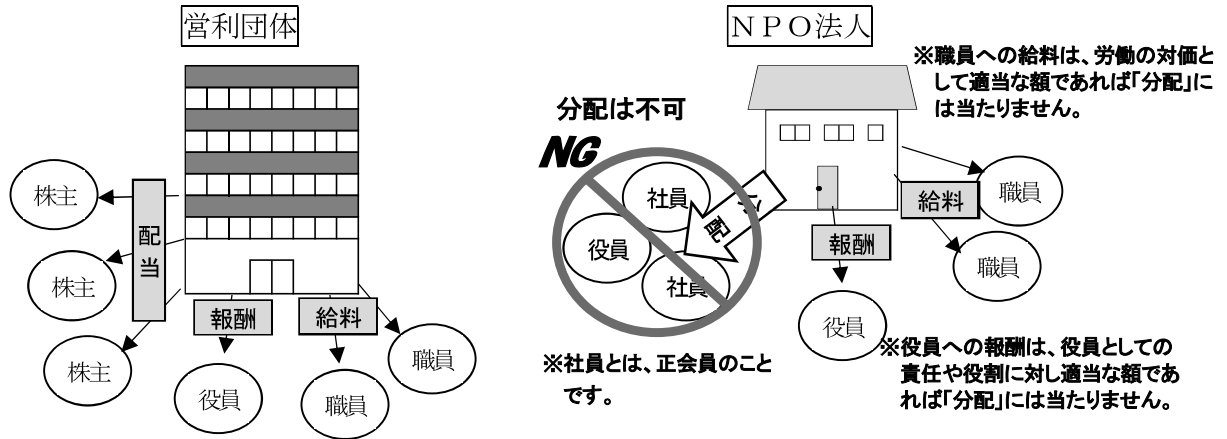 営利団体
株主
株主
株主
配当
報酬
給料
役員
職員
職員
NPO法人
※職員への給料は、労働の対価と
して適当な額であれば「分配」に
は当たりません。
分配は不可
NG
社員
役員
社員
分配
給料
職員
職員
報酬
役員
※社員とは、正会員のこと
です。
※役員への報酬は、役員としての
責任や役割に対し適当な額であ
れば「分配」には当たりません。